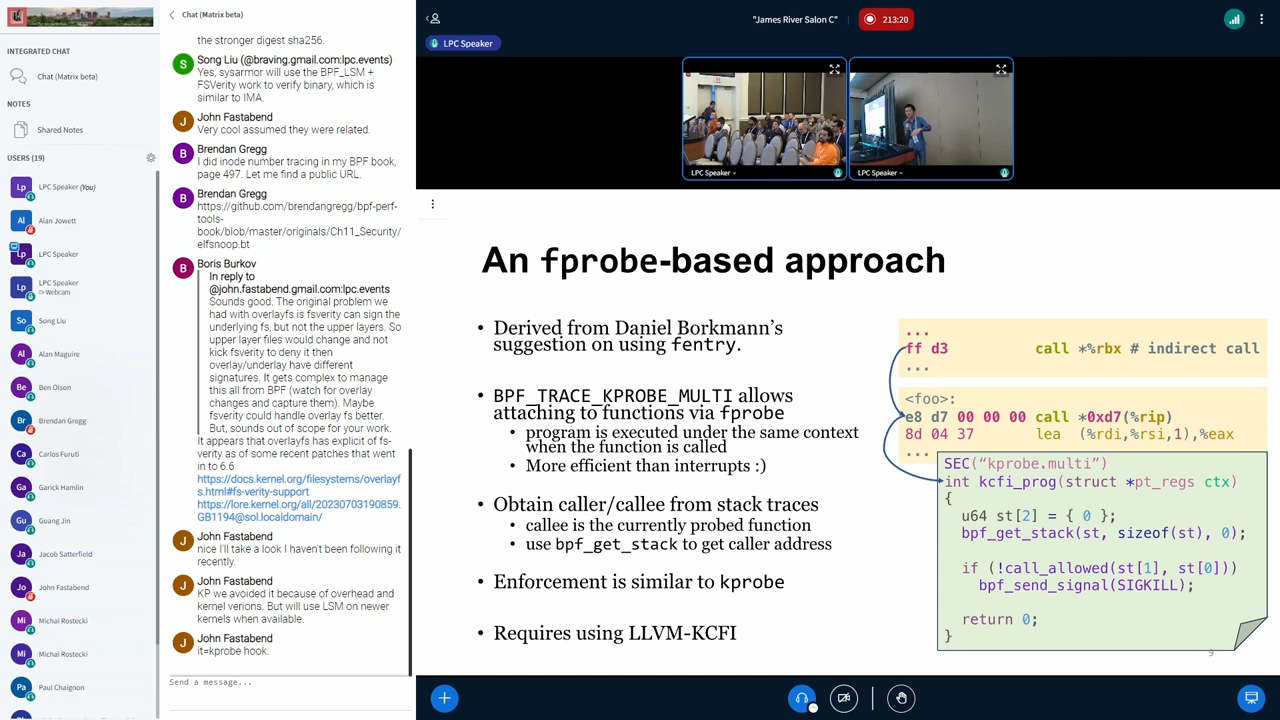 Chat (Matrix beta)
INTEGRATED CHAT
Chat (Matrix beta)
NOTES
Shared Notes
USERS (19)
Lp LPC Speaker (You)
Al Alan Jowett
Lp LPC Speaker
Lp LPC Speaker
Webcam
So Song Liu
Al Alan Maguire
Be Ben Olson
Br Brendan Gregg
Ca Carlos Furuti
Ga Garick Hamlin
Gu Guang Jin
Ja Jacob Satterfield
Jo John Fastabend
Mi Michal Rostecki
Mi Michal Rostecki
Pa Paul Chaignon
the stronger digest sha256.
S Song Liu (@braving.gmail.com:lpc.events)
Yes, sysarmor will use the BPF_LSM +
FSVerity work to verify binary, which is
similar to IMA.
J John Fastabend
Very cool assumed they were related.
B Brendan Gregg
I did inode number tracing in my BPF book,
page 497. Let me find a public URL.
B Brendan Gregg
https://github.com/brendangregg/bpf-perf-
tools-
book/blob/master/originals/Ch11_Security/
elfsnoop.bt
B Boris Burkov
In reply to
@john.fastabend.gmail.com:lpc.events
Sounds good. The original problem we
had with overlayfs is fsverity can sign the
underlying fs, but not the upper layers. So
upper layer files would change and not
kick fsverity to deny it then
overlay/underlay have different
signatures. It gets complex to manage
this all from BPF (watch for overlay
changes and capture them). Maybe
fsverity could handle overlay fs better.
But, sounds out of scope for your work.
It appears that overlayfs has explicit of fs-
verity as of some recent patches that went
in to 6.6
https://docs.kernel.org/filesystems/overlayf
s.html#fs-verity-support
https://lore.kernel.org/all/20230703190859.
GB1194@sol.localdomain/
J John Fastabend
nice I'll take a look I haven't been following it
recently.
J John Fastabend
KP we avoided it because of overhead and
kernel verions. But will use LSM on newer
kernels when available.
J John Fastabend
it=kprobe hook.
Send a message...
"James River Salon C"
213:20
LPC Speaker
LPC Speaker
LPC Speaker
An fprobe-based approach
• Derived from Daniel Borkmann’s
suggestion on using fentry.
• BPF_TRACE_KPROBE_MULTI allows
attaching to functions via fprobe
• program is executed under the same context
when the function is called
• More efficient than interrupts :)
• Obtain caller/callee from stack traces
• callee is the currently probed function
• use bpf_get_stack to get caller address
• Enforcement is similar to kprobe
• Requires using LLVM-KCFI
...
ff d3 call *%rbx # indirect call
...
<foo>:
e8 d7 00 00 00 call *0xd7(%rip)
8d 04 37 lea (%rdi,%rsi,1),%eax
...
SEC(“kprobe.multi”)
int kcfi_prog(struct *pt_regs ctx)
{
u64 st[2] = { 0 };
bpf_get_stack(st, sizeof(st), 0);
if (!call_allowed(st[1], st[0]))
bpf_send_signal(SIGKILL);
return 0;
}
9